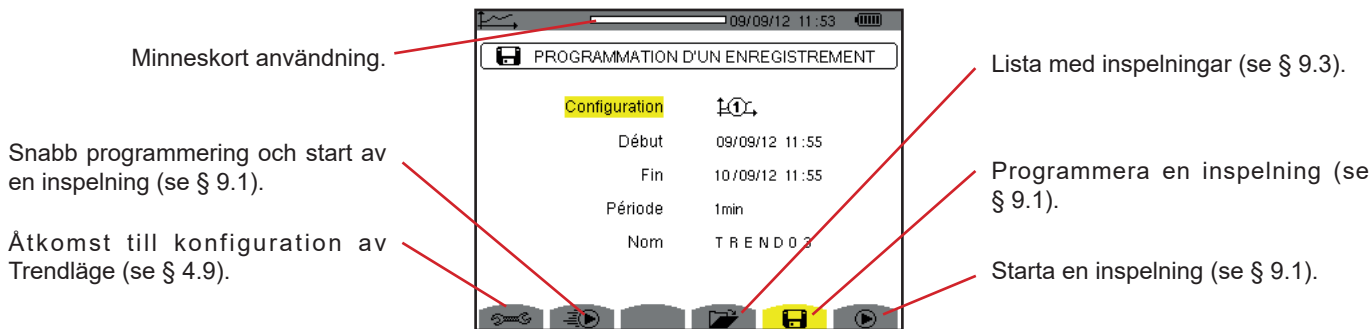 Minneskort användning.
Snabb programmering och start av
en inspelning (se § 9.1).
Åtkomst till konfiguration av
Trendläge (se § 4.9).
09/09/12 11:53
PROGRAMMATION D'UN ENREGISTREMENT
Configuration 1
Début 09/09/12 11:55
Fin 10/09/12 11:55
Période 1min
Nom TREND03
Lista med inspelningar (se § 9.3).
Programmera en inspelning (se
§ 9.1).
Starta en inspelning (se § 9.1).